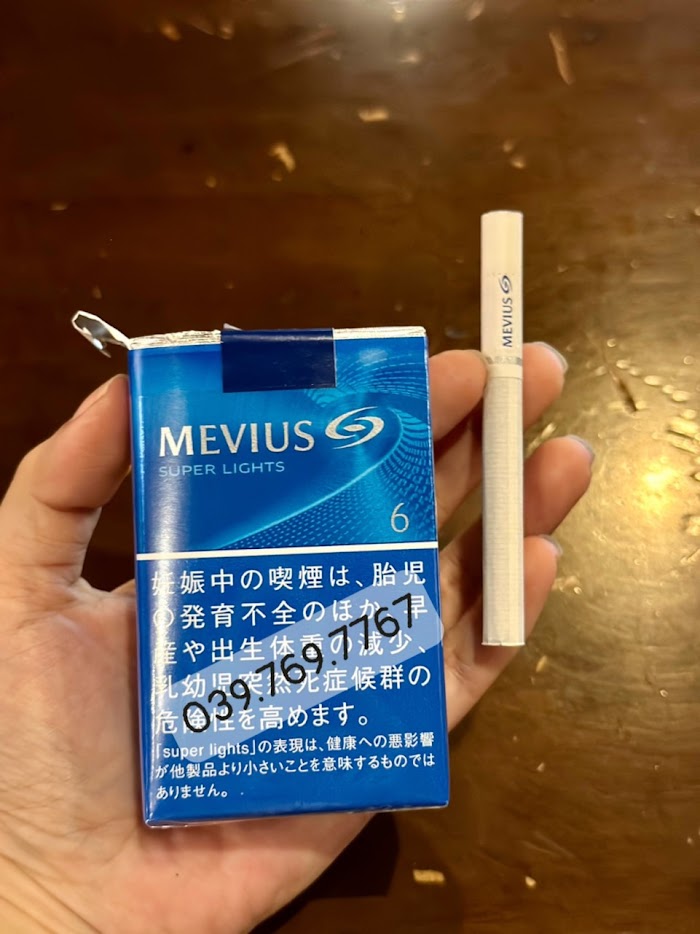 MEVIUS
SUPER LIGHTS
6
妊娠中の喫煙は、胎児
の発育不全のほか、早
産や出生体重の減少、
乳幼児突然死症候群の
危険性を高めます。
「super lights」の表現は、健康への悪影響
が他製品より小さいことを意味するものでは
ありません。
039.769.7767
MEVIUS